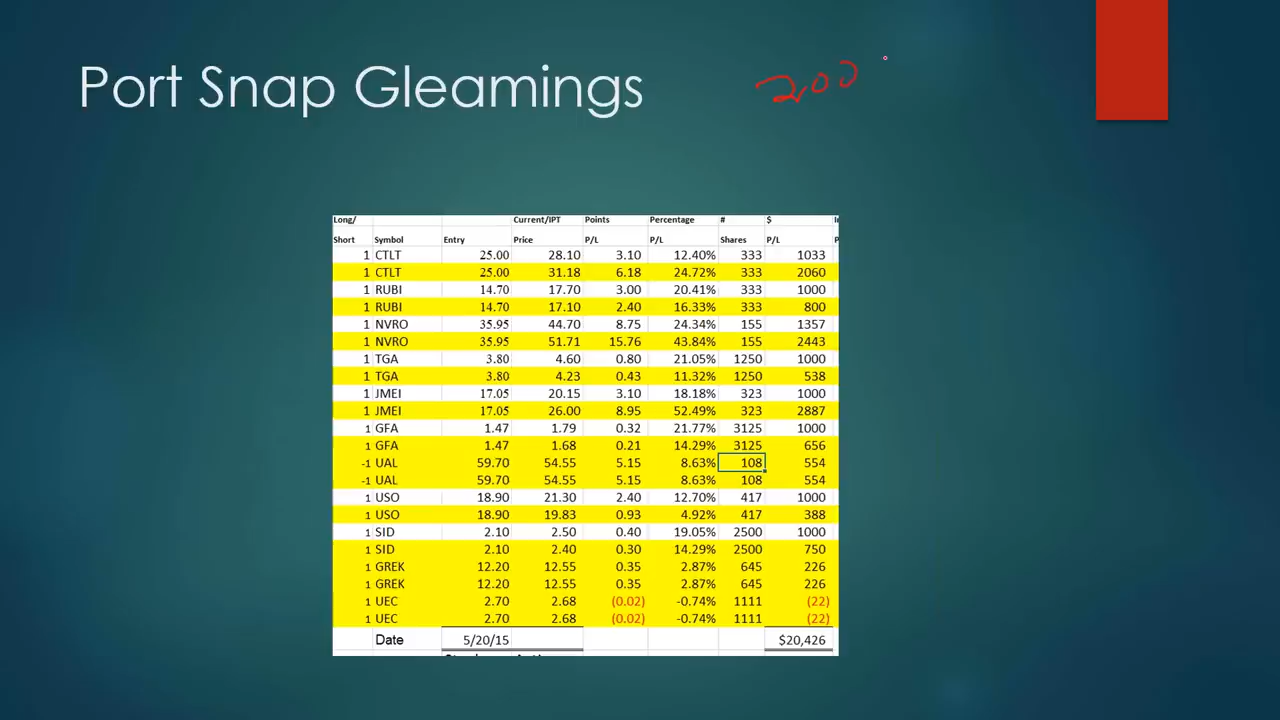 Port Snap Gleamings
200
Long/ Current/IPT Points Percentage # $
Short Symbol Entry Price P/L P/L Shares P/L
1 CTLT 25.00 28.10 3.10 12.40% 333 1033
1 CTLT 25.00 31.18 6.18 24.72% 333 2060
1 RUBI 14.70 17.70 3.00 20.41% 333 1000
1 RUBI 14.70 17.10 2.40 16.33% 333 800
1 NVRO 35.95 44.70 8.75 24.34% 155 1357
1 NVRO 35.95 51.71 15.76 43.84% 155 2443
1 TGA 3.80 4.60 0.80 21.05% 1250 1000
1 TGA 3.80 4.23 0.43 11.32% 1250 538
1 JMEI 17.05 20.15 3.10 18.18% 323 1000
1 JMEI 17.05 26.00 8.95 52.49% 323 2887
1 GFA 1.47 1.79 0.32 21.77% 3125 1000
1 GFA 1.47 1.68 0.21 14.29% 3125 656
-1 UAL 59.70 54.55 5.15 8.63% 108 554
-1 UAL 59.70 54.55 5.15 8.63% 108 554
1 USO 18.90 21.30 2.40 12.70% 417 1000
1 USO 18.90 19.83 0.93 4.92% 417 388
1 SID 2.10 2.50 0.40 19.05% 2500 1000
1 SID 2.10 2.40 0.30 14.29% 2500 750
1 GREK 12.20 12.55 0.35 2.87% 645 226
1 GREK 12.20 12.55 0.35 2.87% 645 226
1 UEC 2.70 2.68 (0.02) -0.74% 1111 (22)
1 UEC 2.70 2.68 (0.02) -0.74% 1111 (22)
Date 5/20/15 $20,426